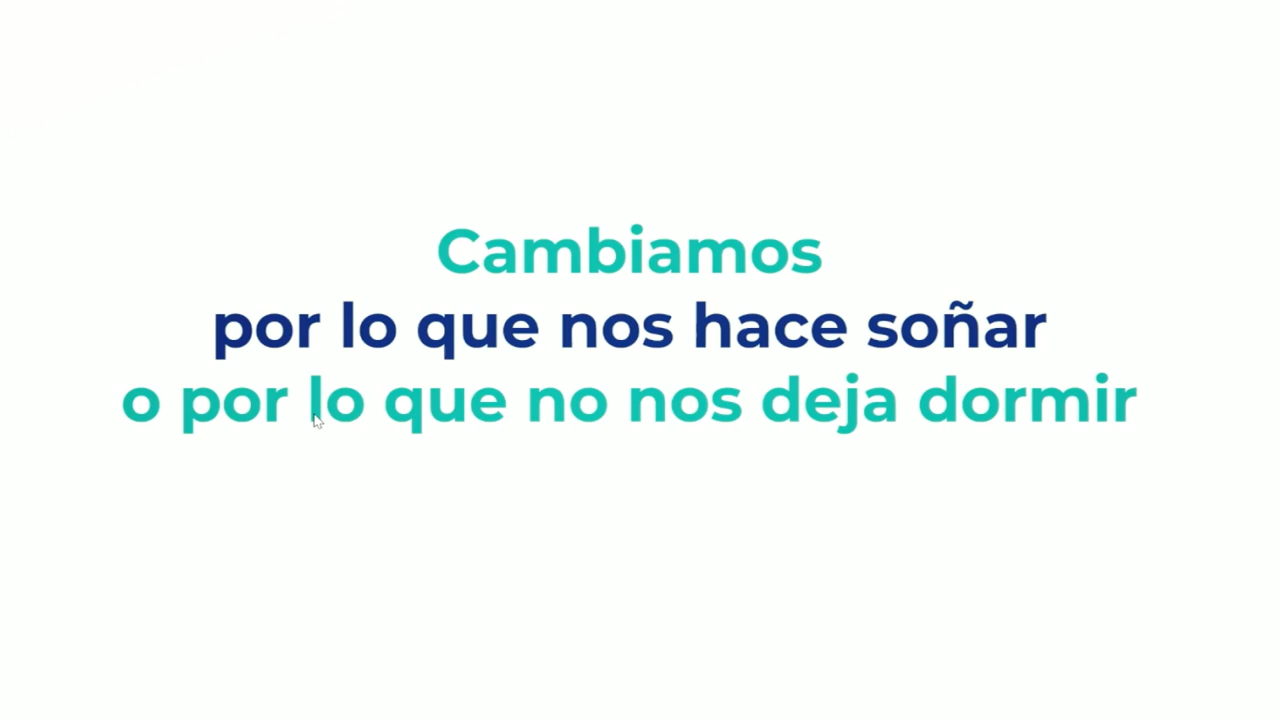 Cambiamos
por lo que nos hace soñar
o por lo que no nos deja dormir